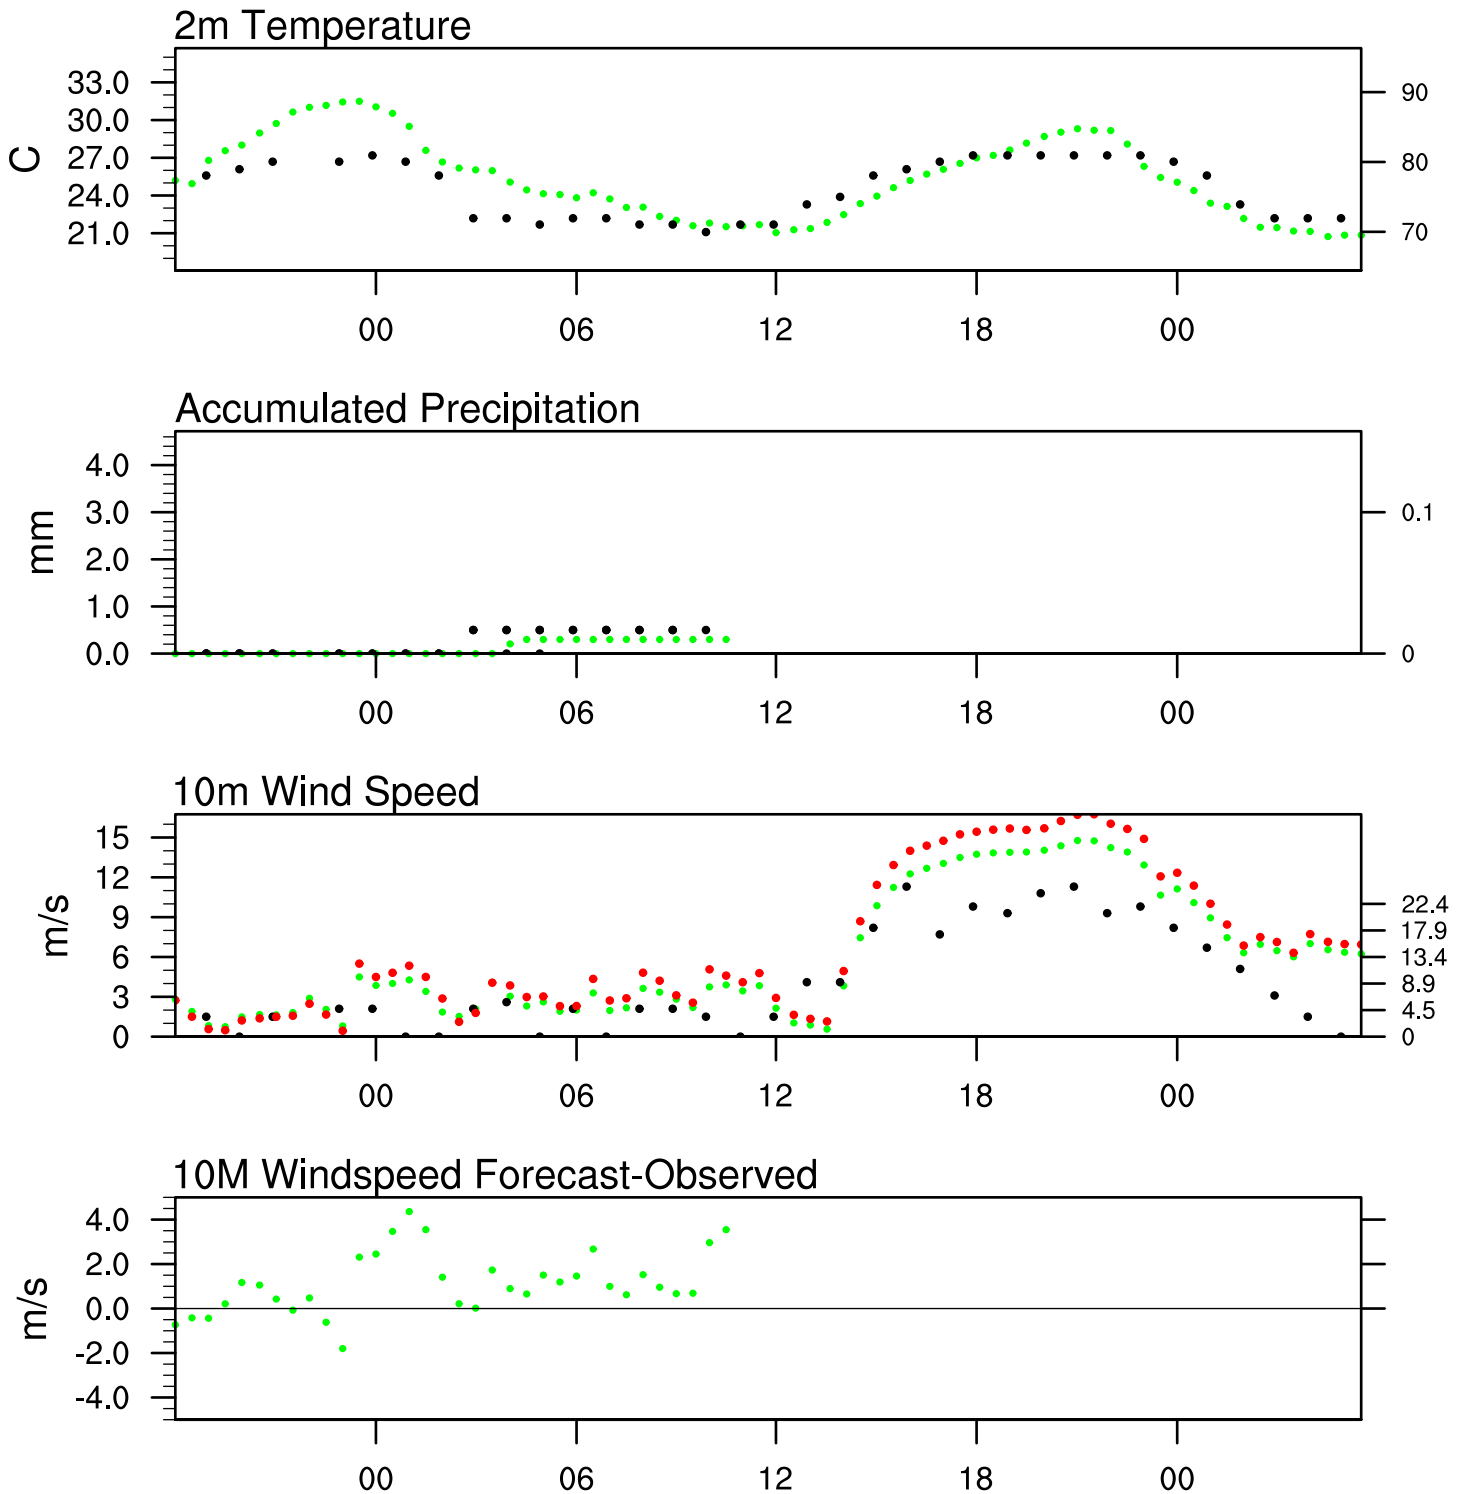 2m Temperature
33.0
30.0
27.0
24.0
21.0
C
90
80
70
00 06 12 18 00
Accumulated Precipitation
4.0
3.0
2.0
1.0
0.0
mm
0.1
0
00 06 12 18 00
10m Wind Speed
15
12
9
6
3
0
m/s
22.4
17.9
13.4
8.9
4.5
0
00 06 12 18 00
10M Windspeed Forecast-Observed
4.0
2.0
0.0
-2.0
-4.0
m/s
00 06 12 18 00